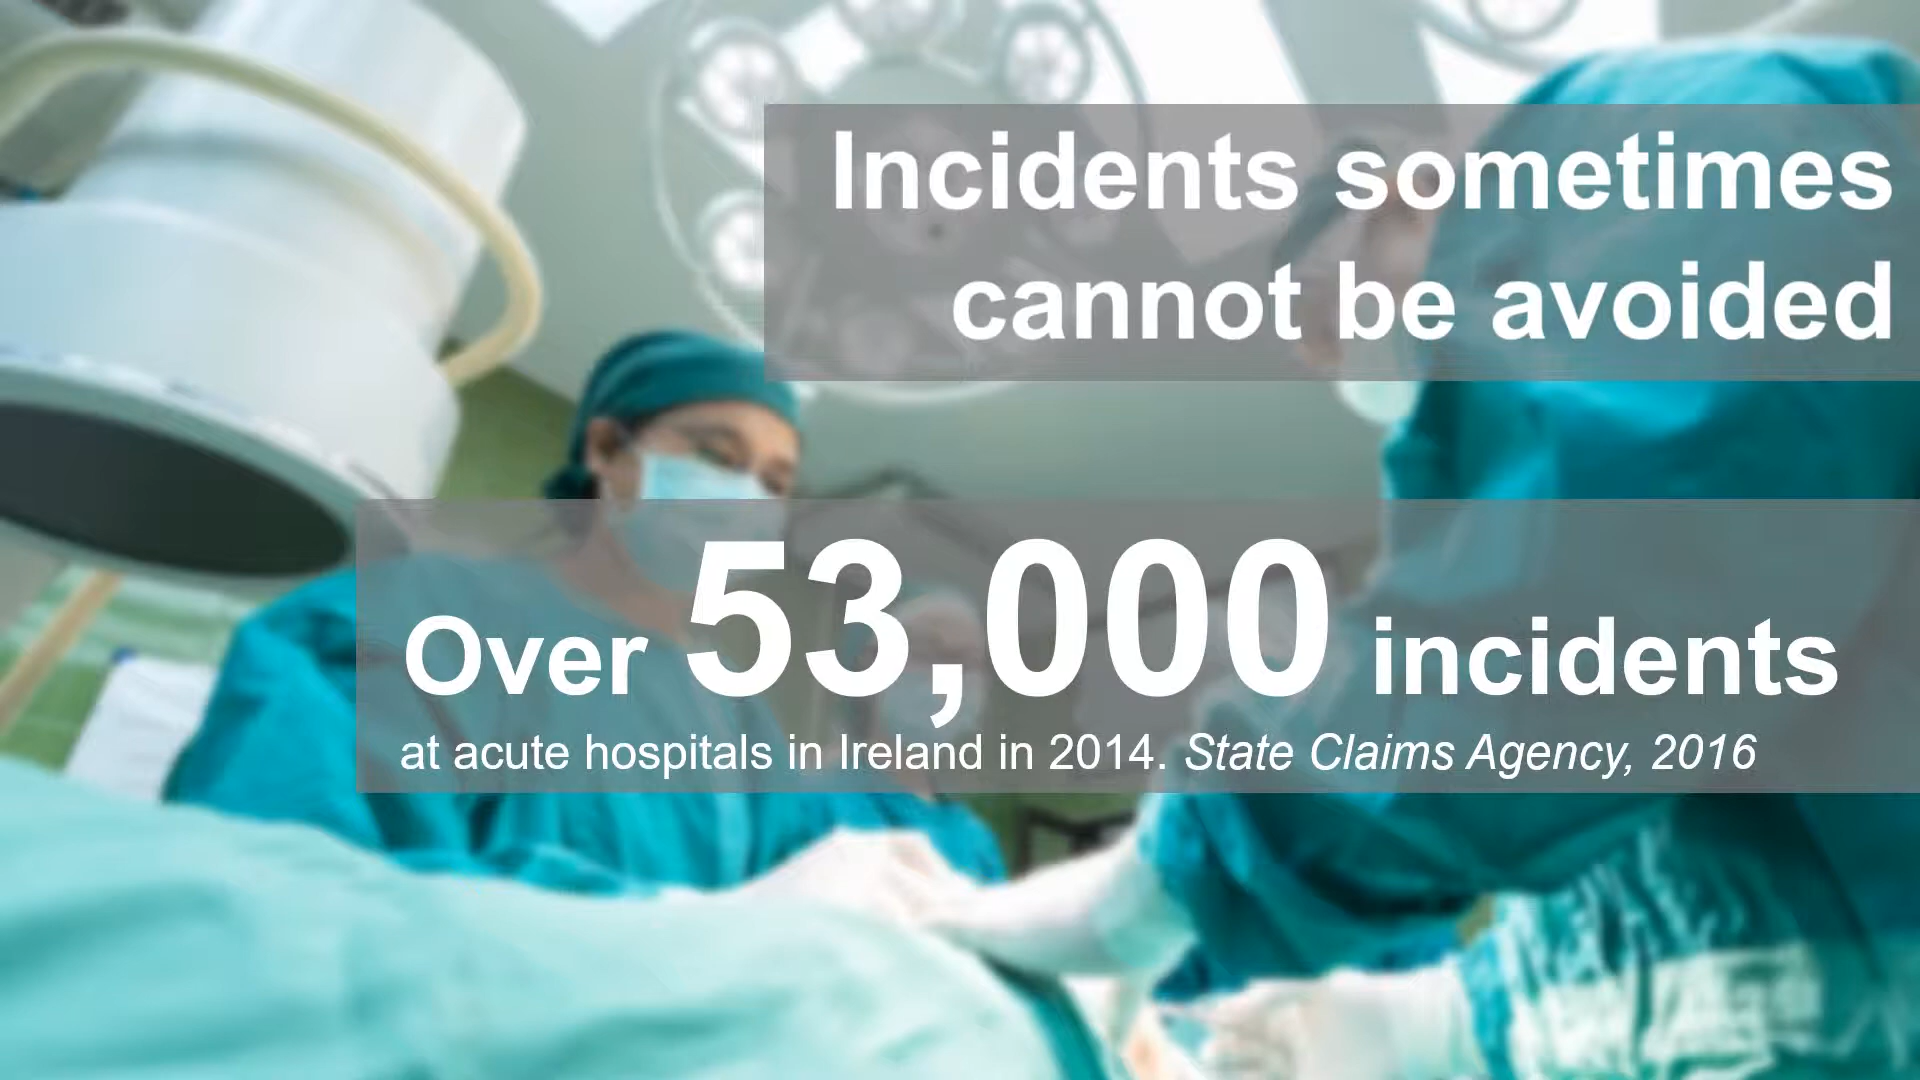 Incidents sometimes
cannot be avoided
Over 53,000 incidents
at acute hospitals in Ireland in 2014. State Claims Agency, 2016